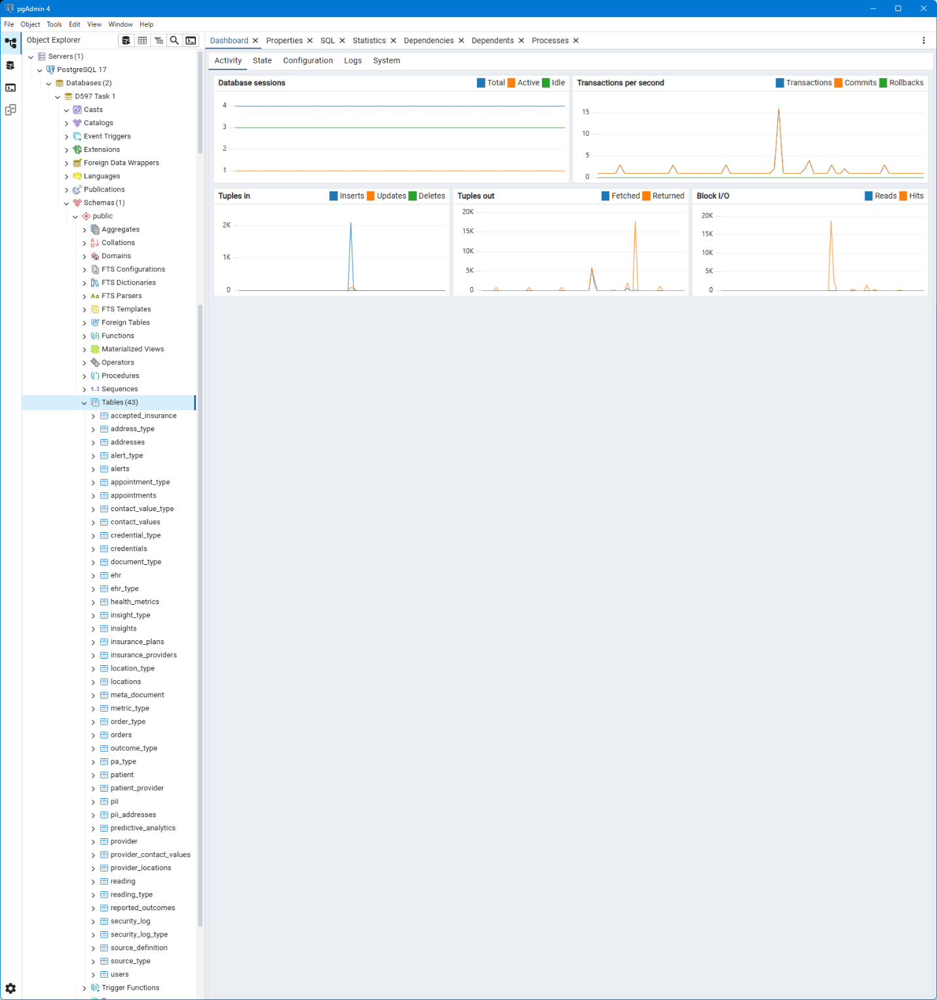 pgAdmin 4
File Object Tools Edit View Window Help
Object Explorer
Servers (1)
PostgreSQL 17
Databases (2)
D597 Task 1
Casts
Catalogs
Event Triggers
Extensions
Foreign Data Wrappers
Languages
Publications
Schemas (1)
public
Aggregates
Collations
Domains
FTS Configurations
FTS Dictionaries
Aa FTS Parsers
FTS Templates
Foreign Tables
Functions
Materialized Views
Operators
Procedures
1..3 Sequences
Tables (43)
accepted_insurance
address_type
addresses
alert_type
alerts
appointment_type
appointments
contact_value_type
contact_values
credential_type
credentials
document_type
ehr
ehr_type
health_metrics
insight_type
insights
insurance_plans
insurance_providers
location_type
locations
meta_document
metric_type
order_type
orders
outcome_type
pa_type
patient
patient_provider
pii
pii_addresses
predictive_analytics
provider
provider_contact_values
provider_locations
reading
reading_type
reported_outcomes
security_log
security_log_type
source_definition
source_type
users
Trigger Functions
Dashboard Properties SQL Statistics Dependencies Dependents Processes
Activity State Configuration Logs System
Database sessions Total Active Idle
4
3
2
1
Transactions per second Transactions Commits Rollbacks
15
10
5
0
Tuples in Inserts Updates Deletes
2K
1K
0
Tuples out Fetched Returned
20K
15K
10K
5K
0
Block I/O Reads Hits
20K
15K
10K
5K
0